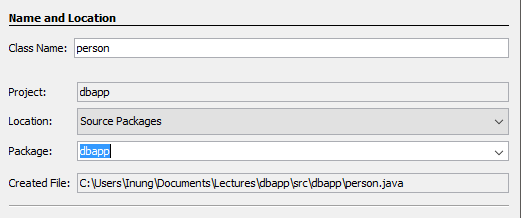 Name and Location
Class Name: person
Project: dbapp
Location: Source Packages
Package: dbapp
Created File: C:\Users\Inung\Documents\Lectures\dbapp\src\dbapp\person.java